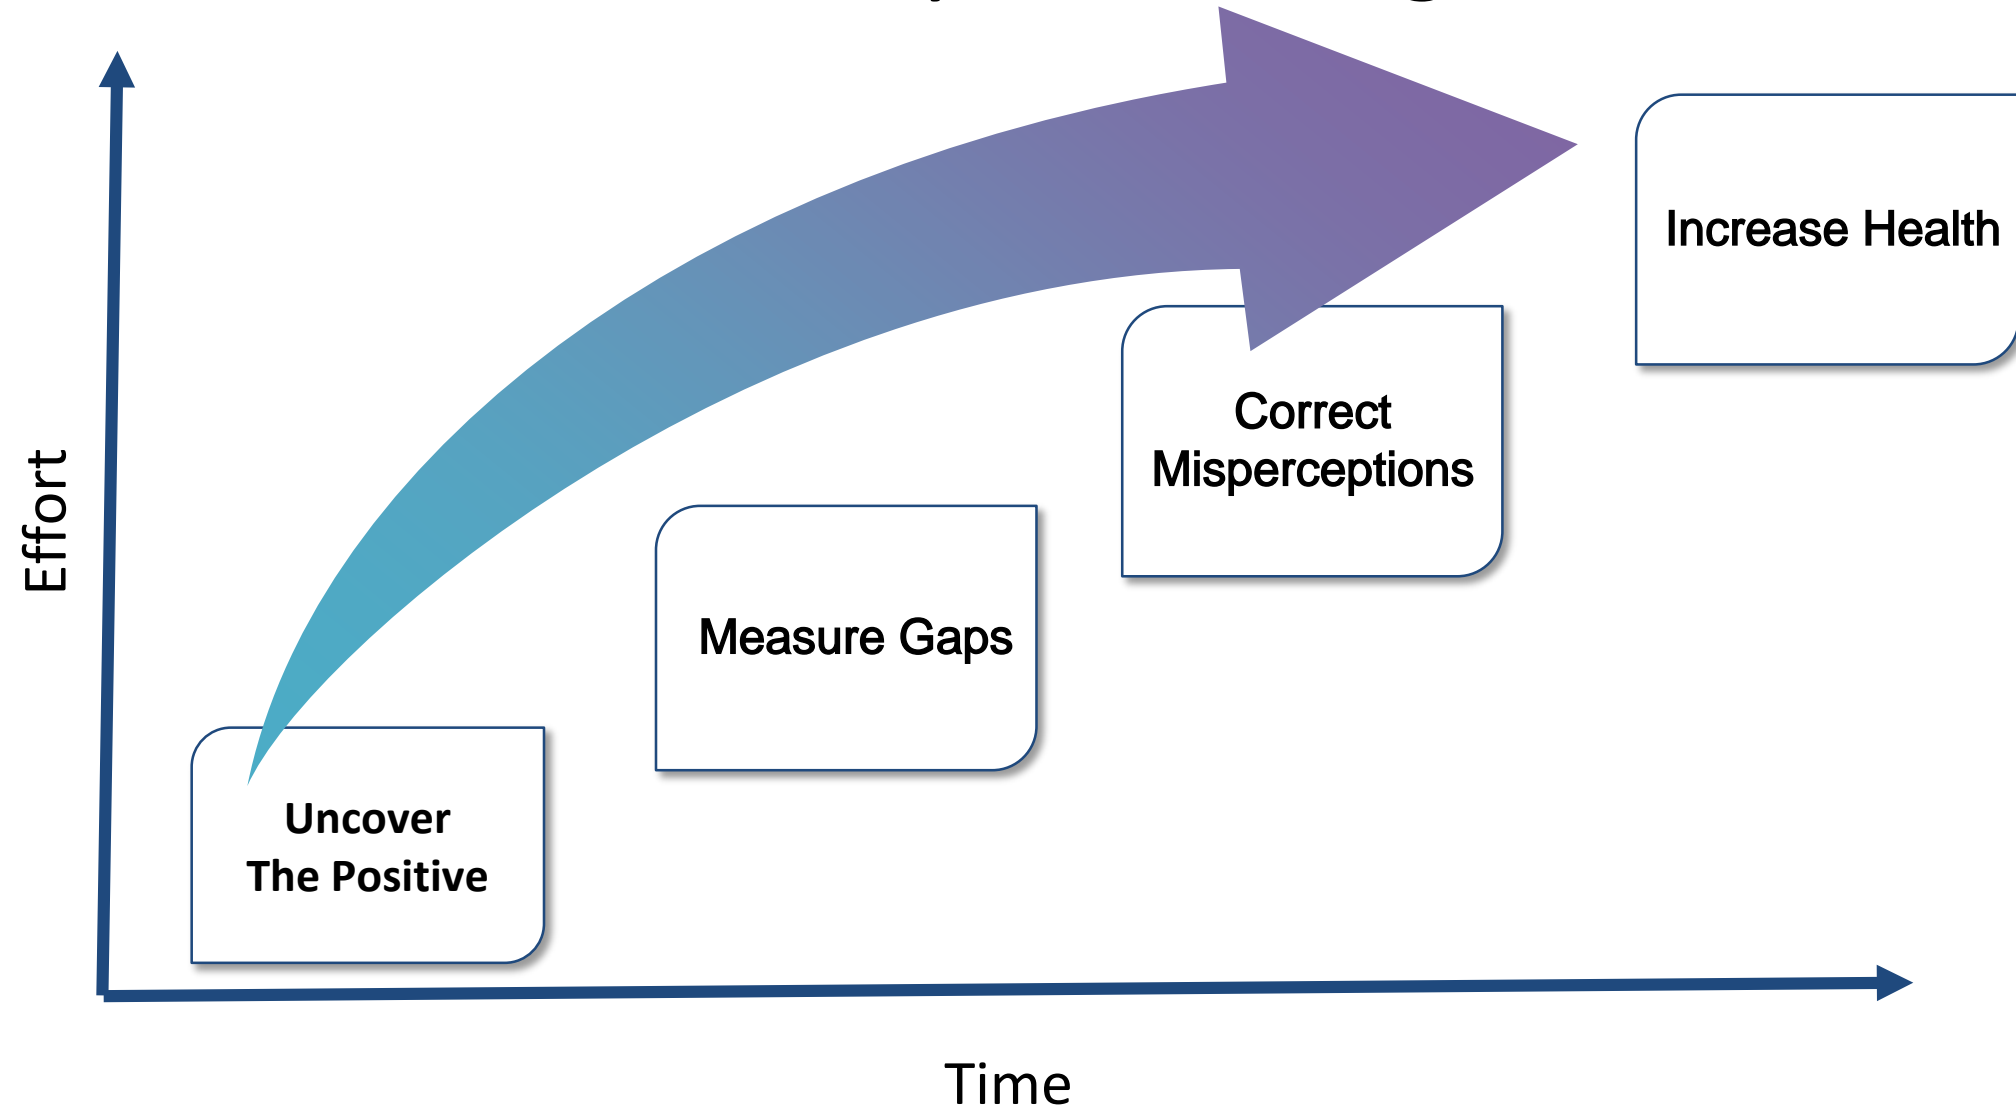 Increase Health
Correct
Misperceptions
Measure Gaps
Uncover
The Positive
Effort
Time